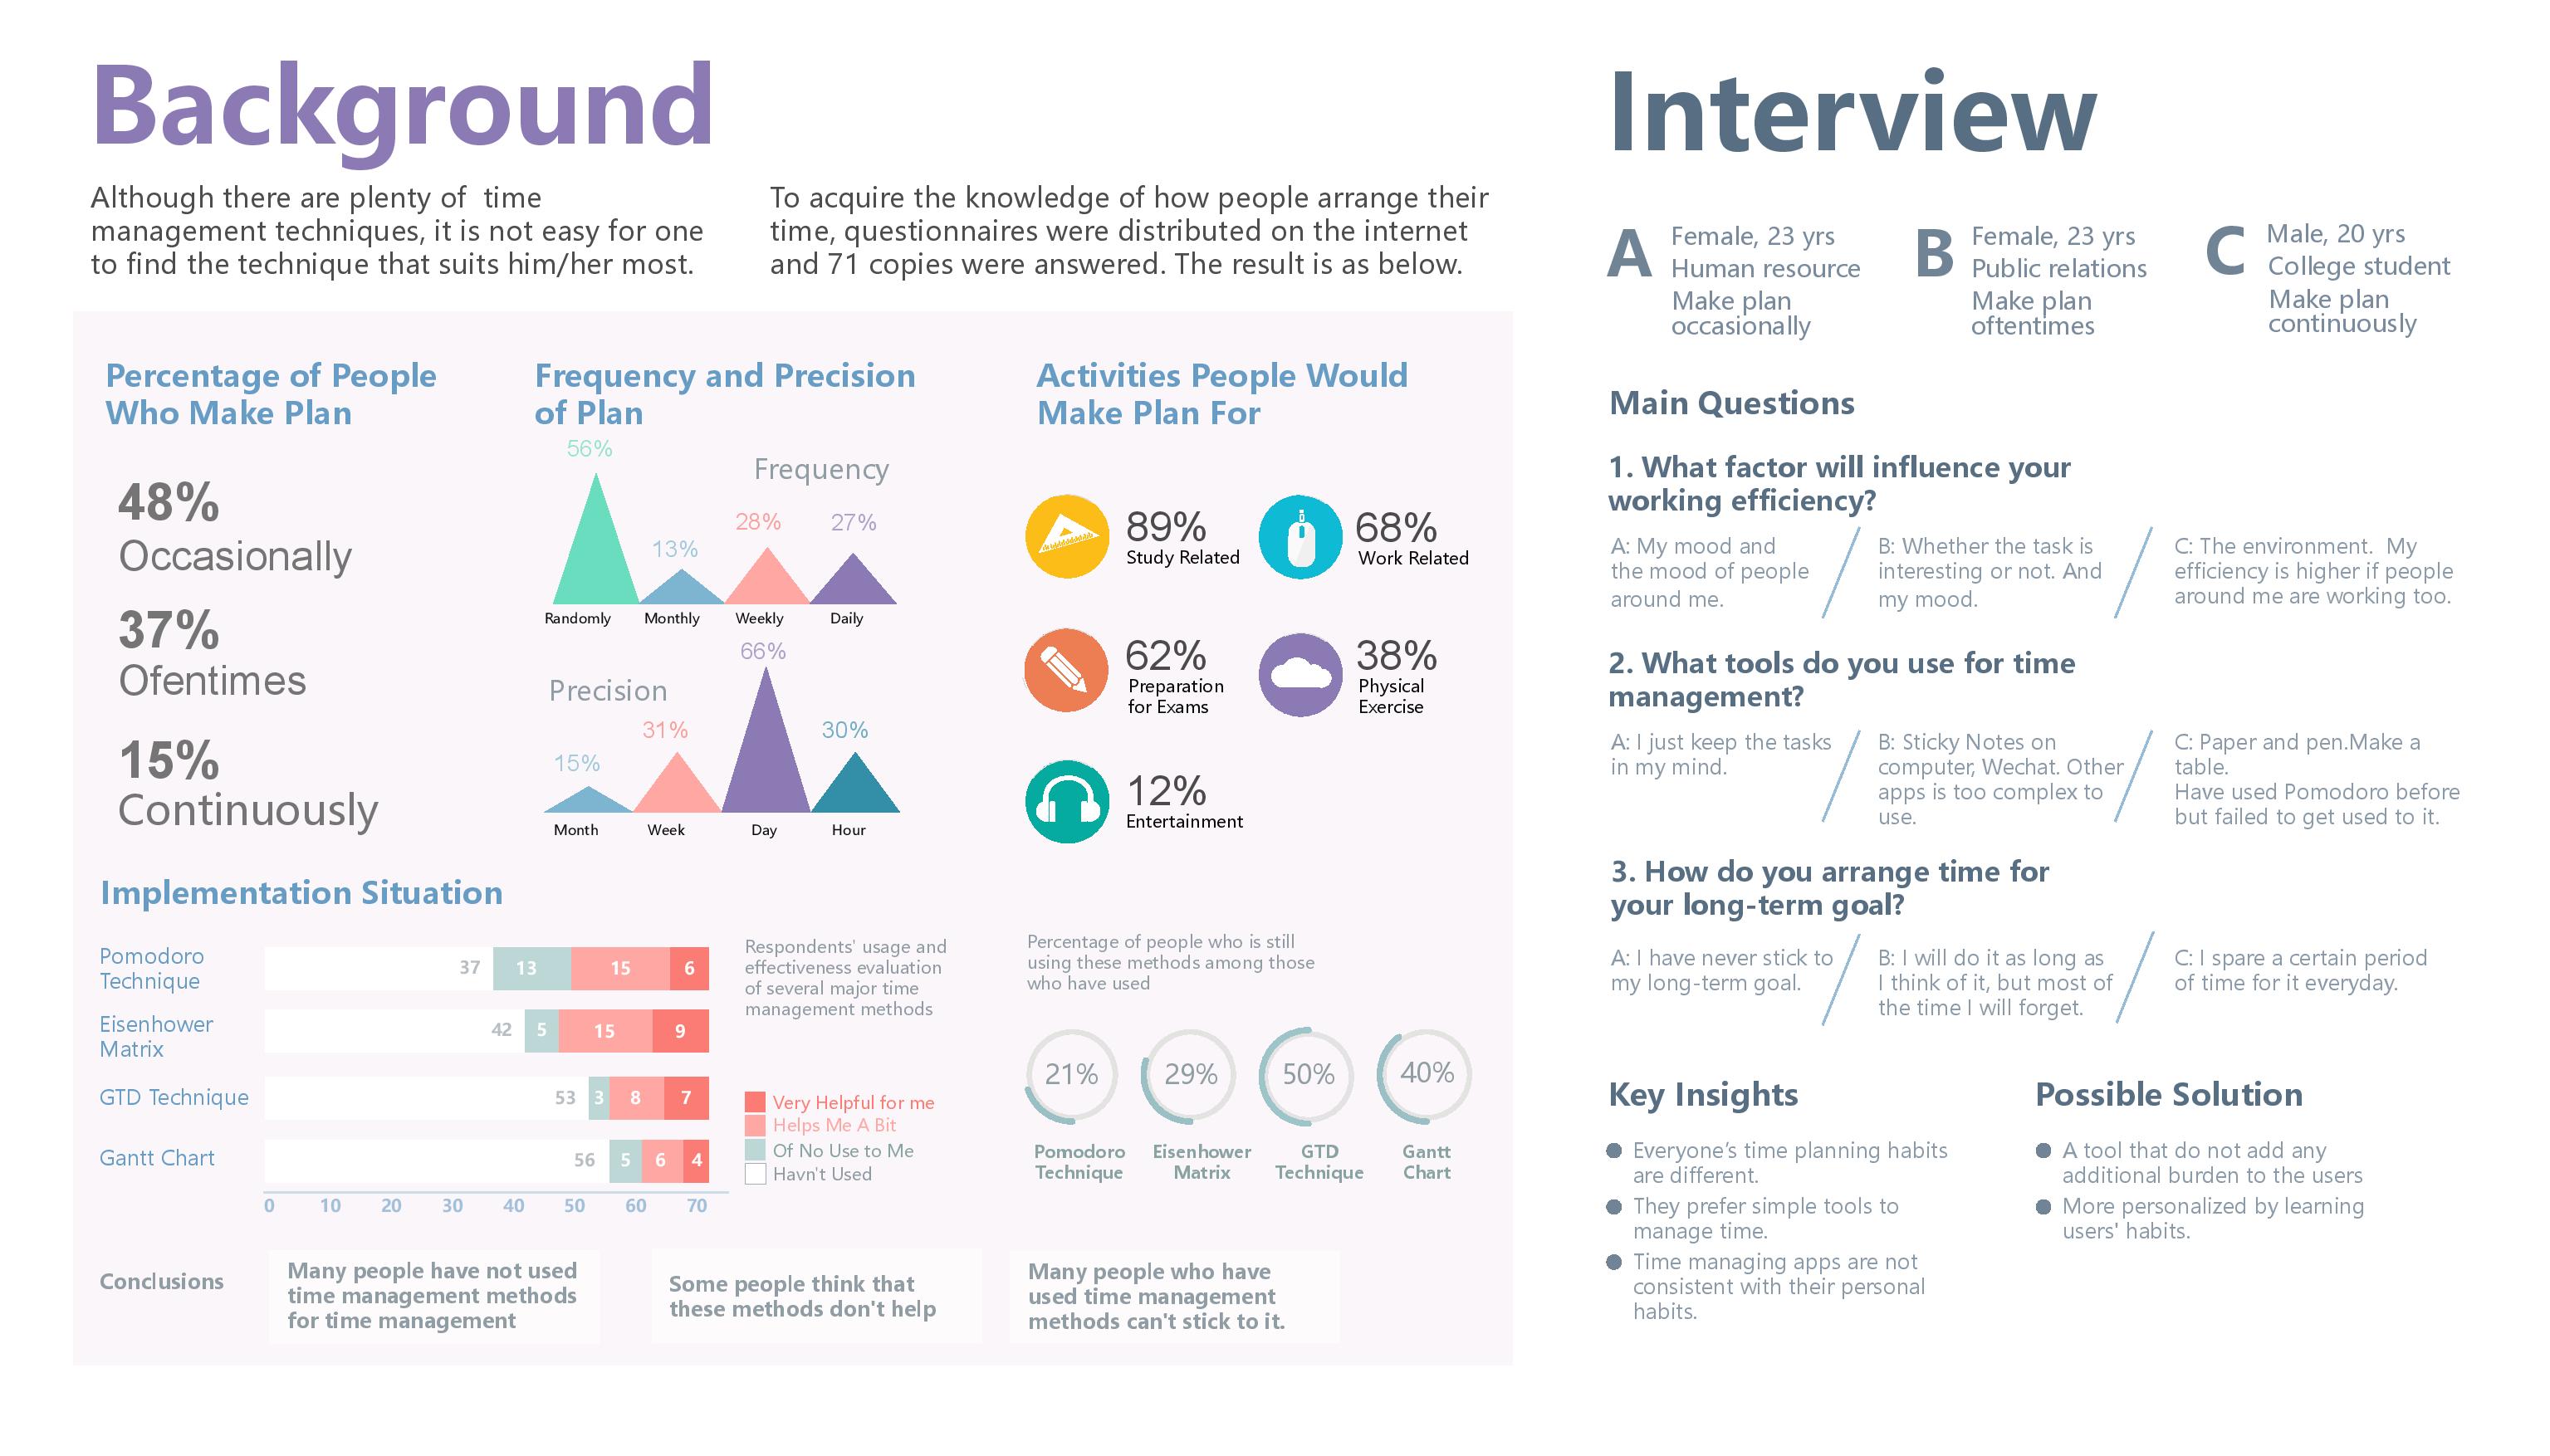 Background
Although there are plenty of time
management techniques, it is not easy for one
to find the technique that suits him/her most.
To acquire the knowledge of how people arrange their
time, questionnaires were distributed on the internet
and 71 copies were answered. The result is as below.
Percentage of People
Who Make Plan
48%
Occasionally
37%
Ofentimes
15%
Continuously
Frequency and Precision
of Plan
56%
Frequency
28%
27%
13%
Randomly Monthly Weekly Daily
66%
Precision
31%
30%
15%
Month Week Day Hour
Activities People Would
Make Plan For
89%
Study Related
68%
Work Related
62%
Preparation
for Exams
38%
Physical
Exercise
12%
Entertainment
Implementation Situation
Pomodoro
Technique
37 13 15 6
Eisenhower
Matrix
42 5 15 9
GTD Technique
53 3 8 7
Gantt Chart
56 5 6 4
0 10 20 30 40 50 60 70
Respondents' usage and
effectiveness evaluation
of several major time
management methods
Very Helpful for me
Helps Me A Bit
Of No Use to Me
Havn't Used
Percentage of people who is still
using these methods among those
who have used
21% 29% 50% 40%
Pomodoro
Technique
Eisenhower
Matrix
GTD
Technique
Gantt
Chart
Conclusions
Many people have not used
time management methods
for time management
Some people think that
these methods don't help
Many people who have
used time management
methods can't stick to it.
Interview
A
Female, 23 yrs
Human resource
Make plan
occasionally
B
Female, 23 yrs
Public relations
Make plan
oftentimes
C
Male, 20 yrs
College student
Make plan
continuously
Main Questions
1. What factor will influence your
working efficiency?
A: My mood and
the mood of people
around me.
B: Whether the task is
interesting or not. And
my mood.
C: The environment. My
efficiency is higher if people
around me are working too.
2. What tools do you use for time
management?
A: I just keep the tasks
in my mind.
B: Sticky Notes on
computer, Wechat. Other
apps is too complex to
use.
C: Paper and pen.Make a
table.
Have used Pomodoro before
but failed to get used to it.
3. How do you arrange time for
your long-term goal?
A: I have never stick to
my long-term goal.
B: I will do it as long as
I think of it, but most of
the time I will forget.
C: I spare a certain period
of time for it everyday.
Key Insights
Everyone's time planning habits
are different.
They prefer simple tools to
manage time.
Time managing apps are not
consistent with their personal
habits.
Possible Solution
A tool that do not add any
additional burden to the users
More personalized by learning
users' habits.